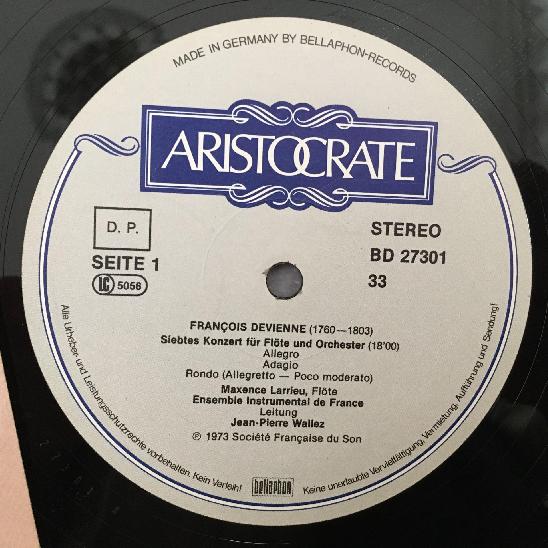 MADE IN GERMANY BY BELLAPHON-RECORDS
ARISTOCRATE
D. P.
SEITE 1
LC 5056
STEREO
BD 27301
33
FRANÇOIS DEVIENNE (1760—1803)
Siebtes Konzert für Flöte und Orchester (18'00)
Allegro
Adagio
Rondo (Allegretto — Poco moderato)
Maxence Larrieu, Flöte
Ensemble Instrumental de France
Leitung
Jean-Pierre Wallez
℗ 1973 Société Française du Son
Alle Urheber- und Leistungsschutzrechte vorbehalten. Kein Verleih! Keine unerlaubte Vervielfältigung, Vermietung, Aufführung und Sendung!
bellaphon